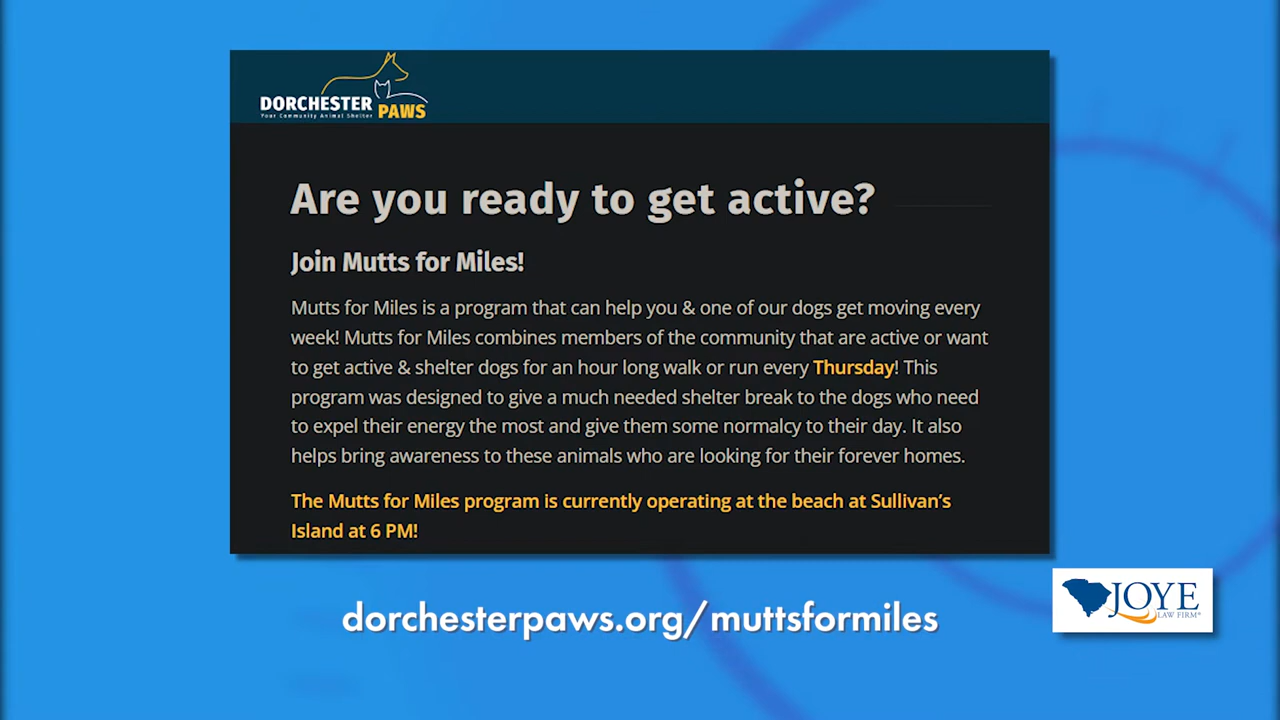 DORCHESTER PAWS
Your Community Animal Shelter
Are you ready to get active?
Join Mutts for Miles!
Mutts for Miles is a program that can help you & one of our dogs get moving every
week! Mutts for Miles combines members of the community that are active or want
to get active & shelter dogs for an hour long walk or run every Thursday! This
program was designed to give a much needed shelter break to the dogs who need
to expel their energy the most and give them some normalcy to their day. It also
helps bring awareness to these animals who are looking for their forever homes.
The Mutts for Miles program is currently operating at the beach at Sullivan's
Island at 6 PM!
dorchesterpaws.org/muttsformiles
JOYE
LAW FIRM®